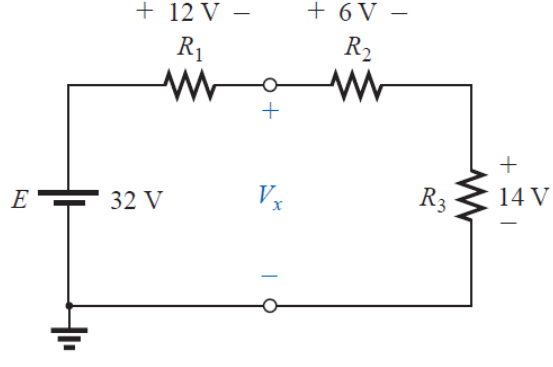 + 12 V −
+ 6 V −
R₁
R₂
+
+
E
32 V
Vₓ
R₃
14 V
−
−